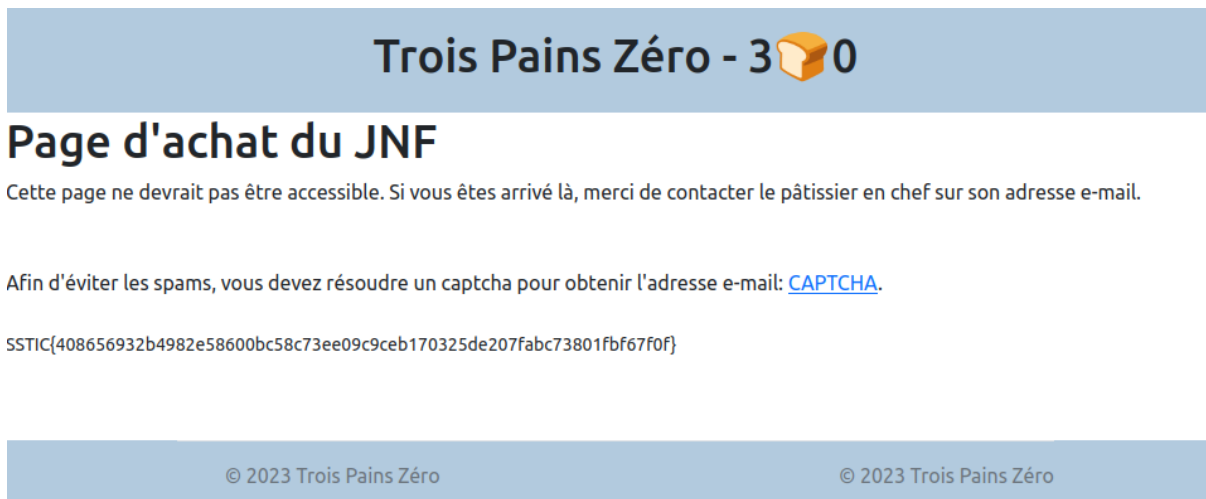 Trois Pains Zéro - 3🍞0
Page d'achat du JNF
Cette page ne devrait pas être accessible. Si vous êtes arrivé là, merci de contacter le pâtissier en chef sur son adresse e-mail.
Afin d'éviter les spams, vous devez résoudre un captcha pour obtenir l'adresse e-mail: CAPTCHA.
SSTIC{408656932b4982e58600bc58c73ee09c9ceb170325de207fabc73801fbf67f0f}
© 2023 Trois Pains Zéro © 2023 Trois Pains Zéro